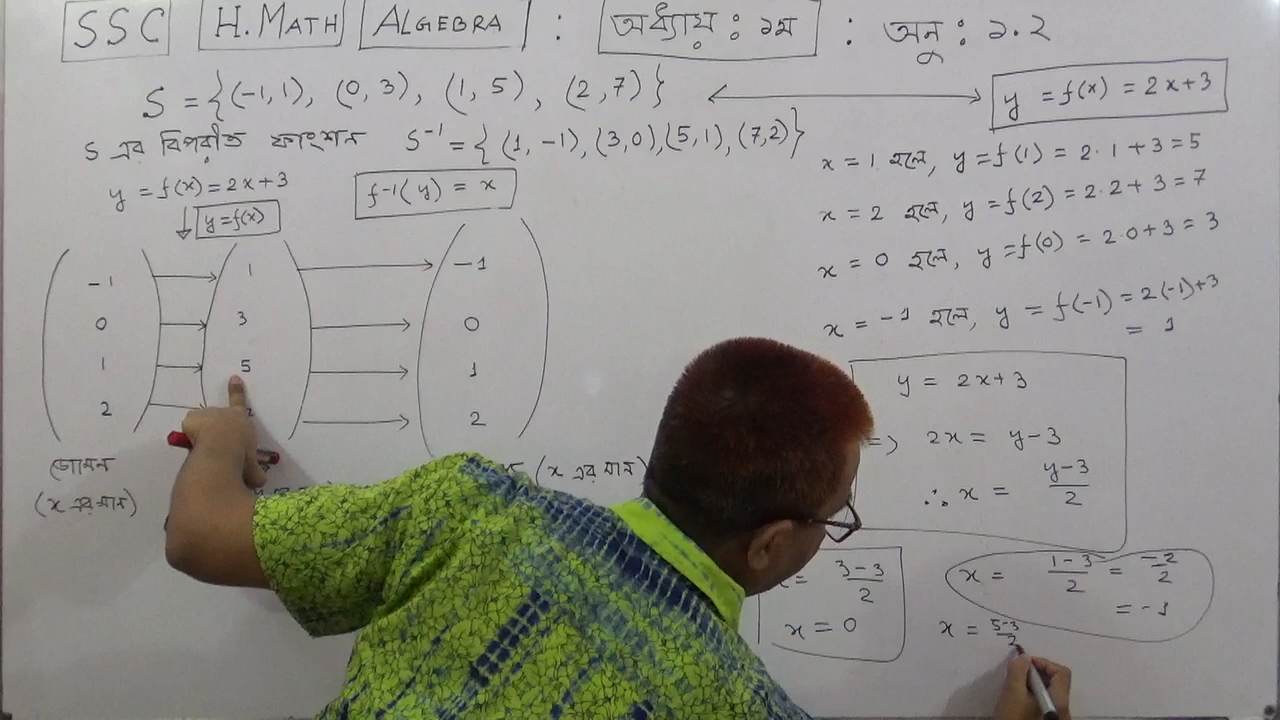 SSC H.MATH ALGEBRA : অধ্যায় : ১ম : অনু : ১.২
S = {(-1, 1), (0, 3), (1, 5), (2, 7)} ⟷ y = f(x) = 2x+3
S এর বিপরীত ফাংশন S⁻¹ = {(1, -1), (3,0), (5,1), (7,2)}
y = f(x) = 2x+3
f⁻¹(y) = x
y=f(x)
-1 → 1 → -1
0 → 3 → 0
1 → 5 → 1
2 → → 2
ডোমেন
(x এর মান)
(x এর মান)
x = 1 হলে, y = f(1) = 2·1+3 = 5
x = 2 হলে, y = f(2) = 2·2+3 = 7
x = 0 হলে, y = f(0) = 2·0+3 = 3
x = -1 হলে, y = f(-1) = 2(-1)+3
= 1
y = 2x+3
⇒ 2x = y-3
∴ x = y-3/2
= 3-3/2
x = 0
x = 1-3/2 = -2/2
= -1
x = 5-3/2